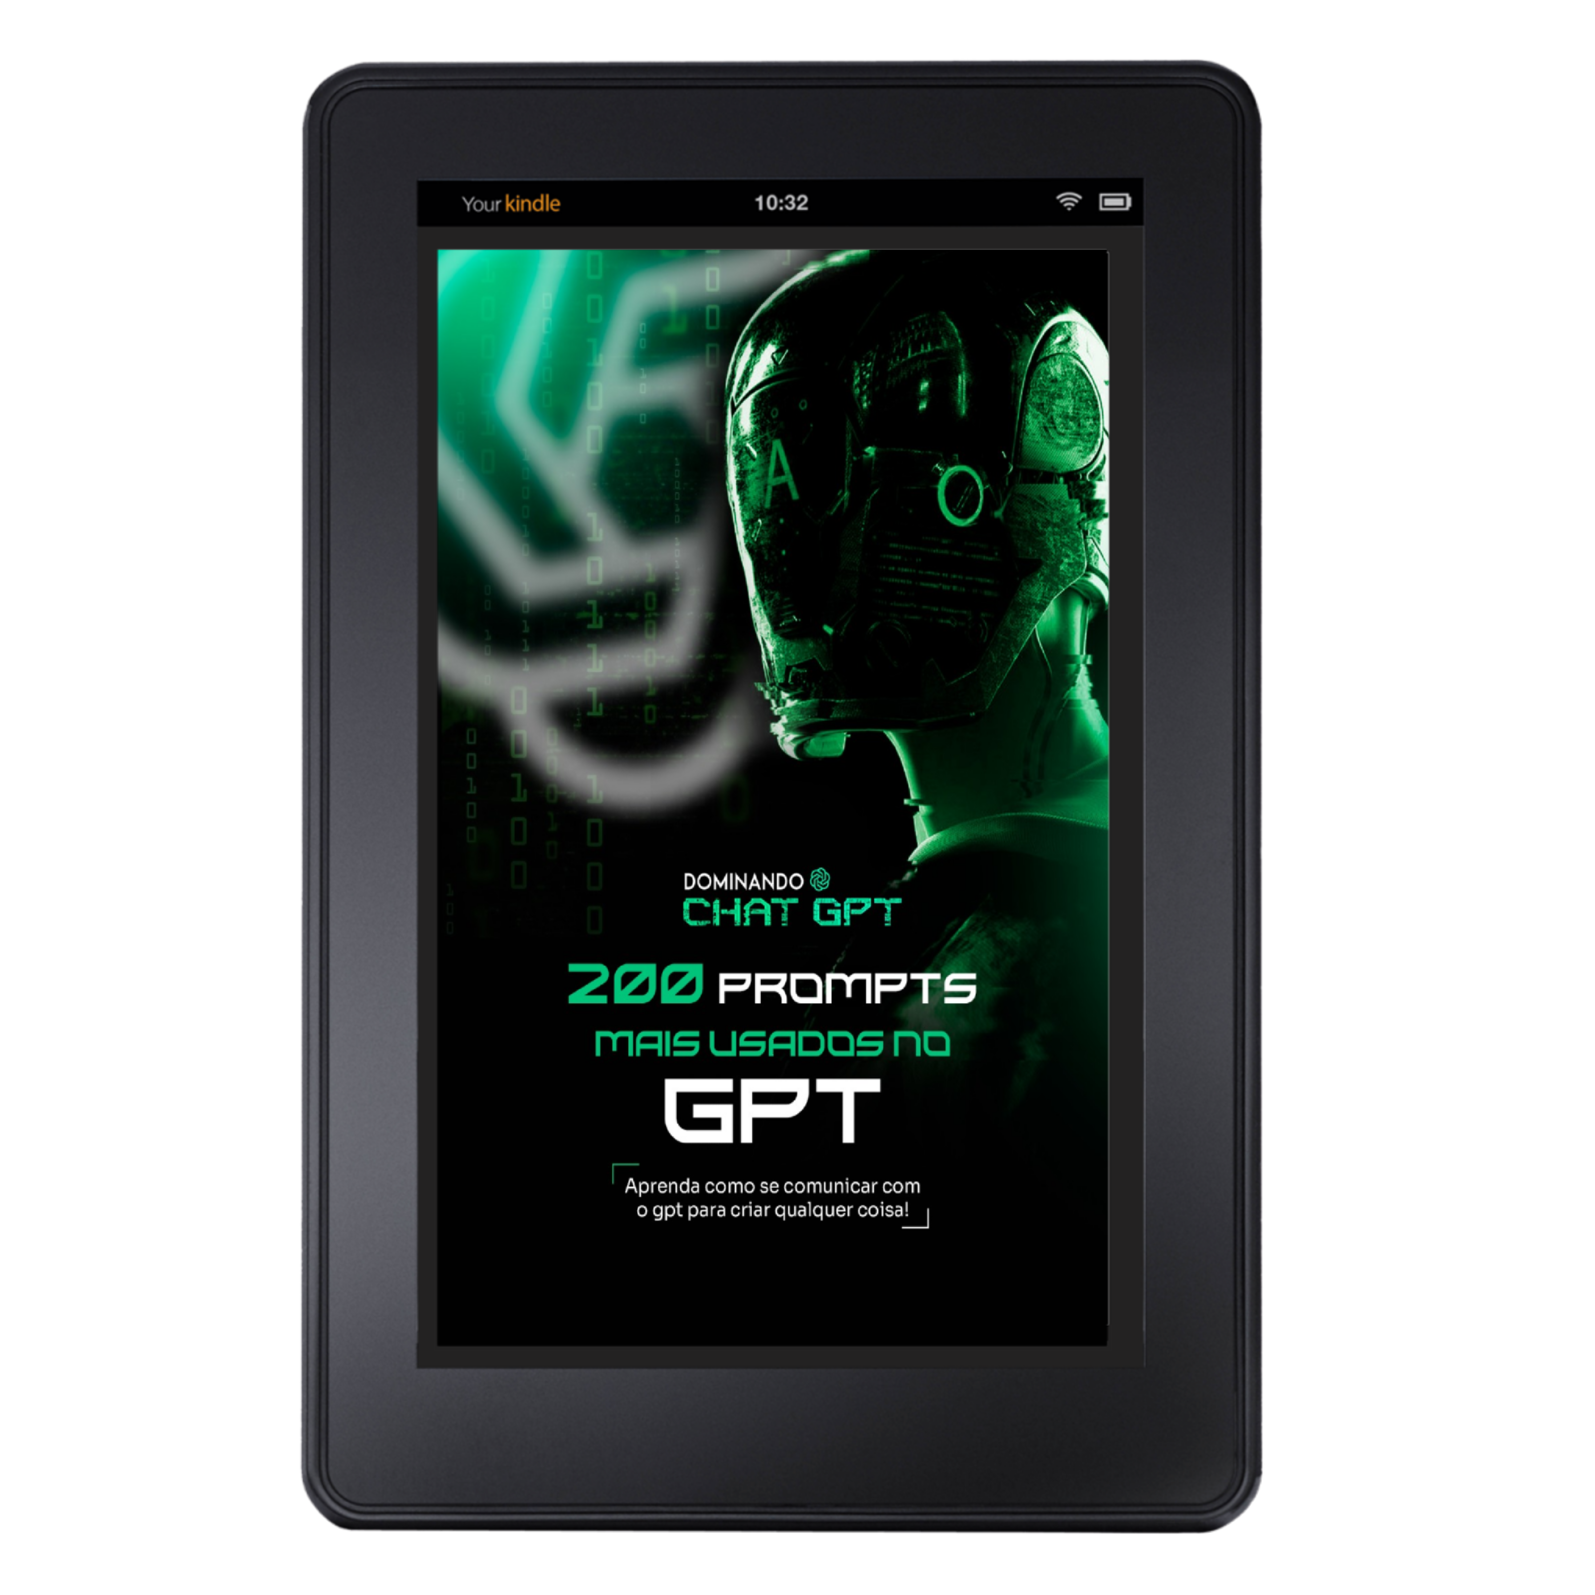 Your kindle
10:32
A
DOMINANDO
CHAT GPT
200 PROMPTS
MAIS USADOS NO
GPT
Aprenda como se comunicar com
o gpt para criar qualquer coisa!